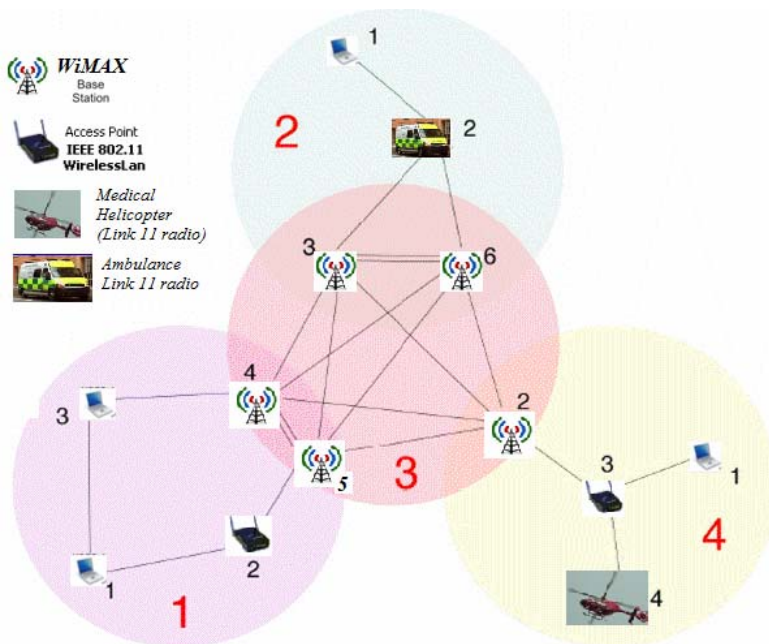 WiMAX
Base
Station
Access Point
IEEE 802.11
WirelessLan
Medical
Helicopter
(Link 11 radio)
Ambulance
Link 11 radio
1
2
2
3
6
4
3
2
5
3
3
1
2
1
1
4
4